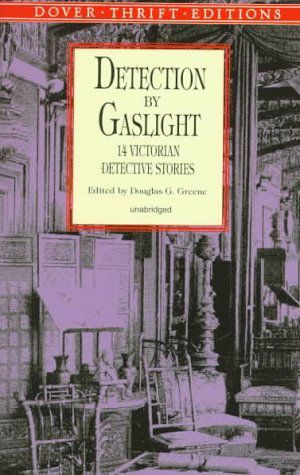 DOVER · THRIFT · EDITIONS
DETECTION
BY
GASLIGHT
14 VICTORIAN
DETECTIVE STORIES
Edited by Douglas G. Greene
unabridged